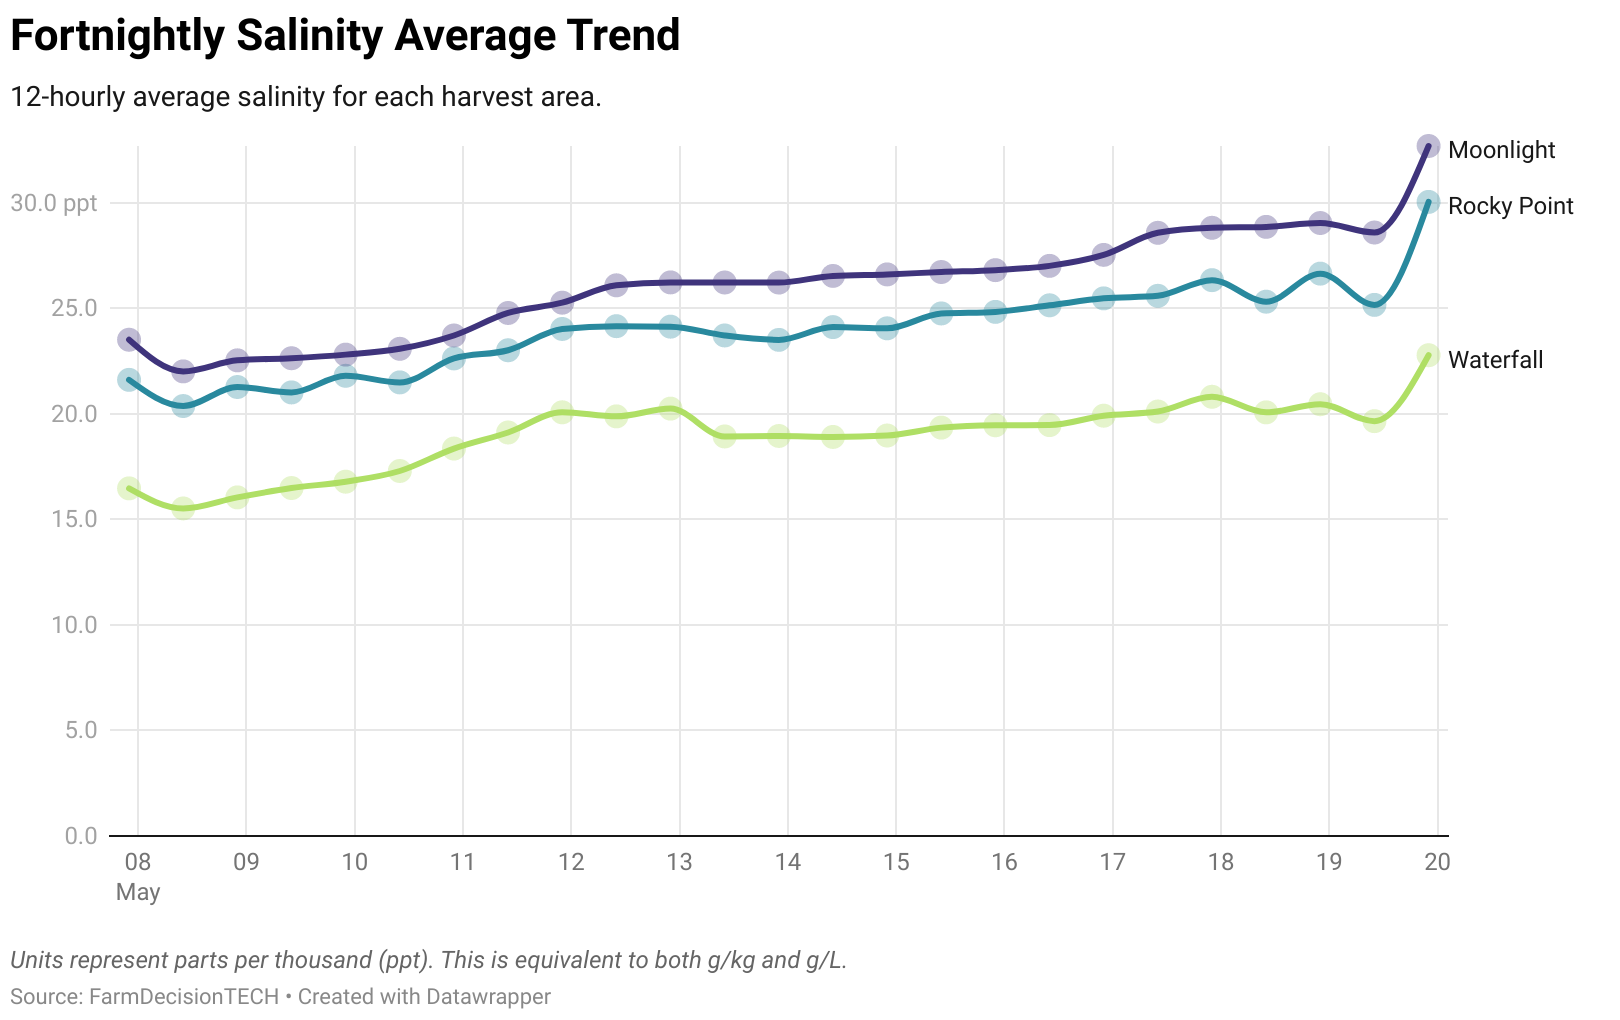 Fortnightly Salinity Average Trend
12-hourly average salinity for each harvest area.
Moonlight
30.0 ppt
Rocky Point
25.0
Waterfall
20.0
15.0
10.0
5.0
0.0
08 09 10 11 12 13 14 15 16 17 18 19 20
May
Units represent parts per thousand (ppt). This is equivalent to both g/kg and g/L.
Source: FarmDecisionTECH • Created with Datawrapper